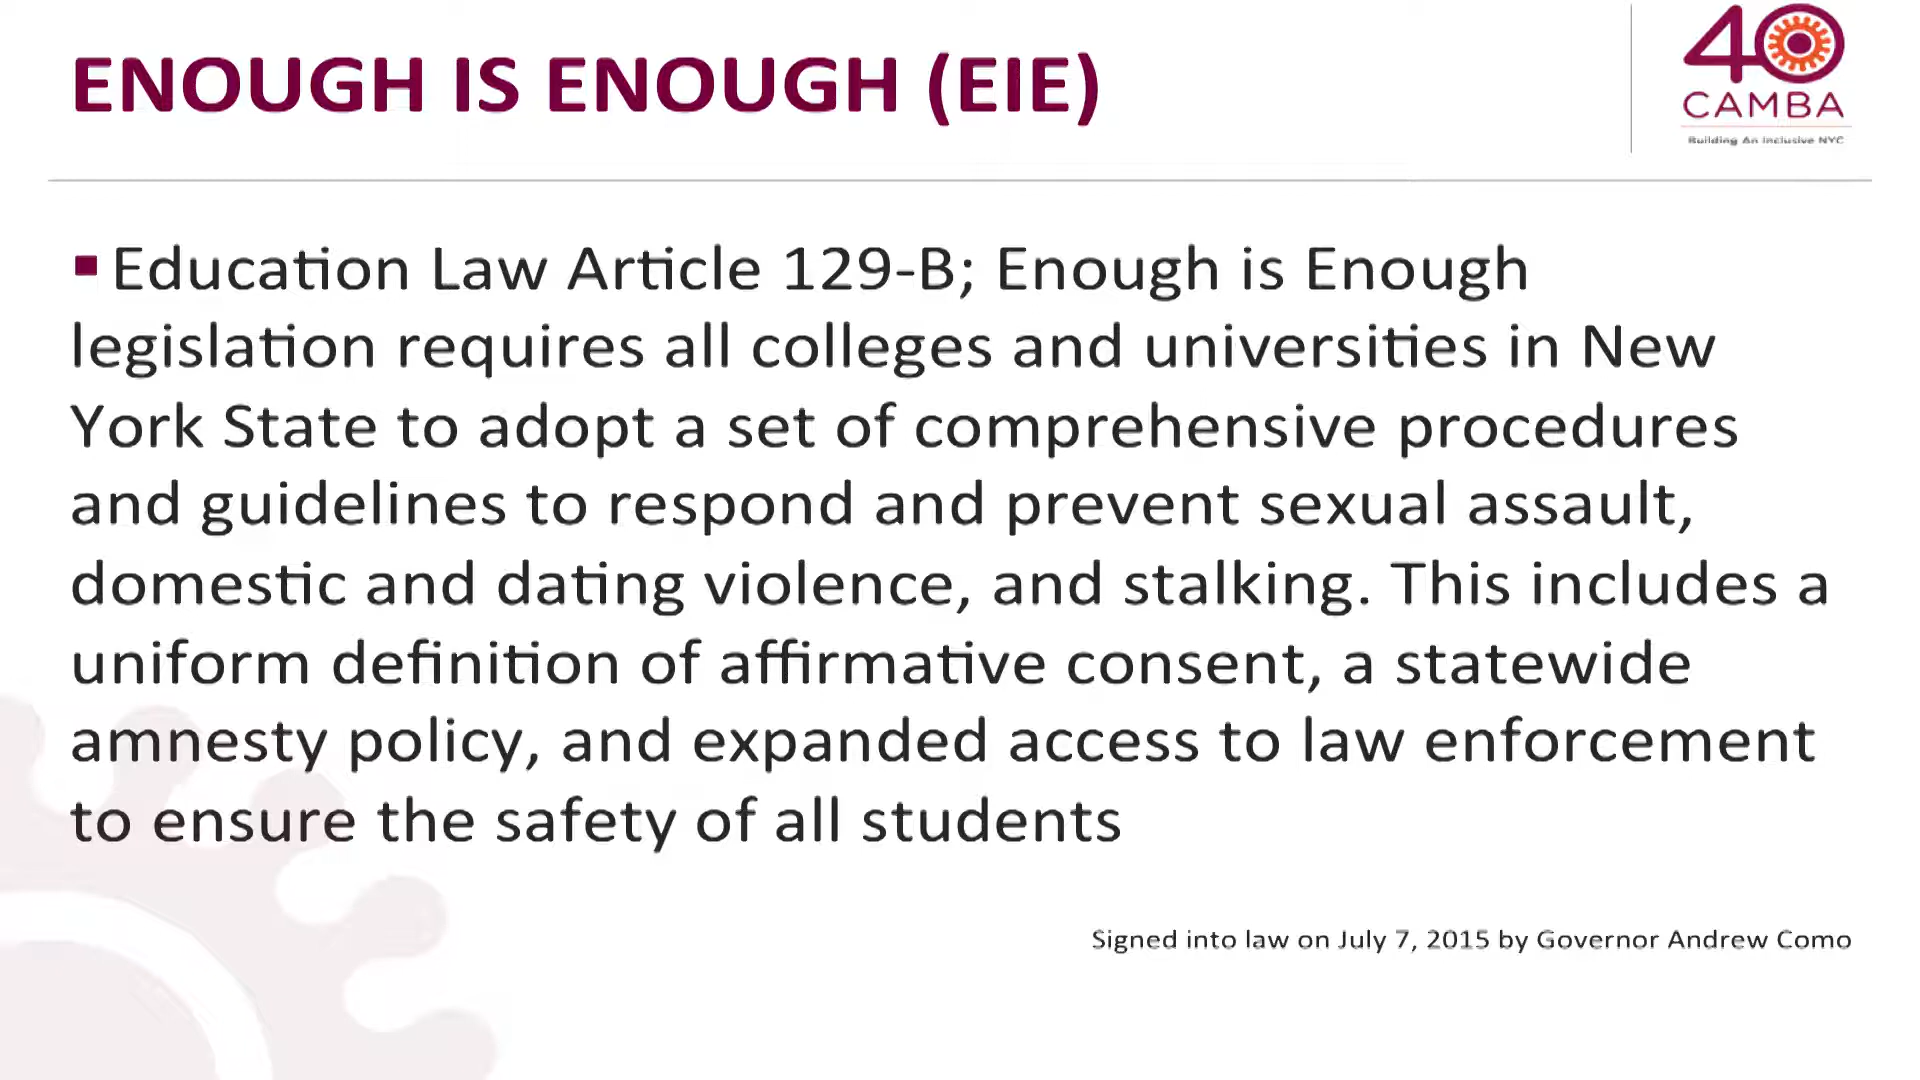 ENOUGH IS ENOUGH (EIE)
40
CAMBA
Building An Inclusive NYC
▪ Education Law Article 129-B; Enough is Enough
legislation requires all colleges and universities in New
York State to adopt a set of comprehensive procedures
and guidelines to respond and prevent sexual assault,
domestic and dating violence, and stalking. This includes a
uniform definition of affirmative consent, a statewide
amnesty policy, and expanded access to law enforcement
to ensure the safety of all students
Signed into law on July 7, 2015 by Governor Andrew Como